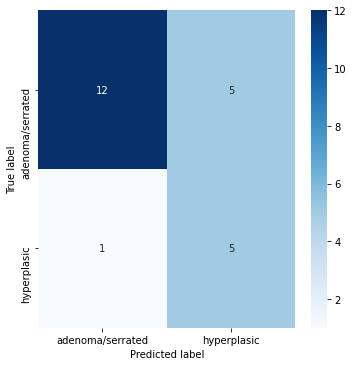 12
5
1
5
True label
adenoma/serrated
hyperplasic
adenoma/serrated
hyperplasic
Predicted label
12
10
8
6
4
2